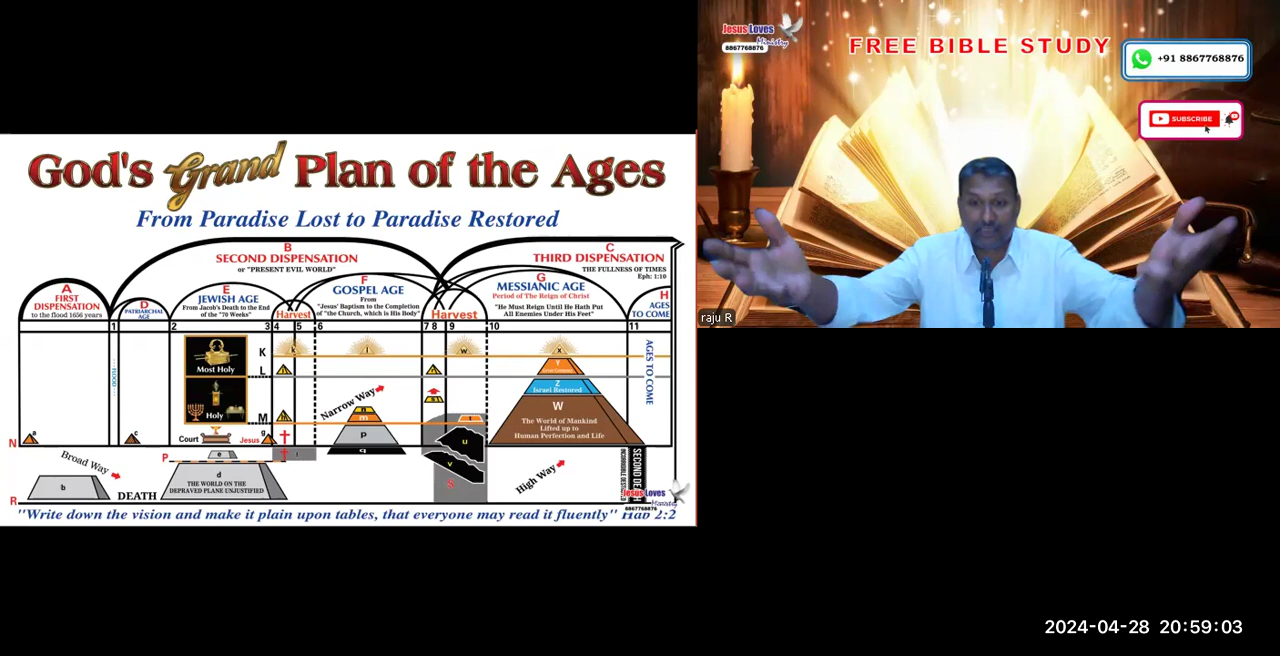 God's Grand Plan of the Ages
From Paradise Lost to Paradise Restored
A
FIRST
DISPENSATION
to the flood 1656 years
B
SECOND DISPENSATION
or "PRESENT EVIL WORLD"
C
THIRD DISPENSATION
THE FULLNESS OF TIMES
Eph: 1:10
D
PATRIARCHAL
AGE
E
JEWISH AGE
From Jacob's Death to the End
of the "70 Weeks"
Harvest
F
GOSPEL AGE
From
"Jesus' Baptism to the Completion
of "the Church, which is His Body"
Harvest
G
MESSIANIC AGE
Period of The Reign of Christ
"He Must Reign Until He Hath Put
All Enemies Under His Feet"
H
AGES
TO COME
1 2 3 4 5 6 7 8 9 10 11
FLOOD
K
L
M
N
P
R
Most Holy
Holy
Court
Jesus
a
c
g
k
l
w
x
Narrow Way
n
m
p
q
t
u
v
S
Y
Z
Israel Restored
W
The World of Mankind
Lifted up to
Human Perfection and Life
AGES TO COME
Broad Way
b
DEATH
e
d
THE WORLD ON THE
DEPRAVED PLANE UNJUSTIFIED
i
High Way
SECOND DEATH
"Write down the vision and make it plain upon tables, that everyone may read it fluently" Hab 2:2
Jesus Loves
Ministry
8867768876
Jesus Loves
Ministry
8867768876
FREE BIBLE STUDY
+91 8867768876
SUBSCRIBE
raju R
2024-04-28 20:59:03